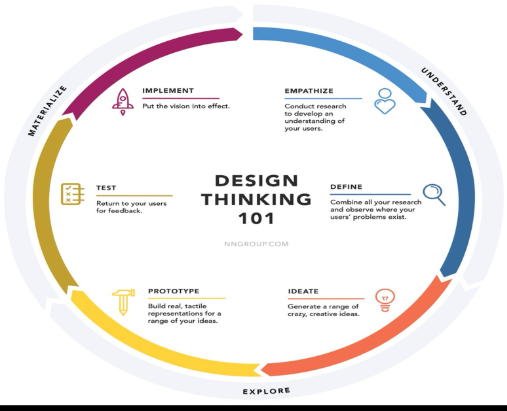 DESIGN
THINKING
101
NNGROUP.COM
UNDERSTAND
EMPATHIZE
Conduct research
to develop an
understanding of
your users.
DEFINE
Combine all your research
and observe where your
users' problems exist.
EXPLORE
IDEATE
Generate a range of
crazy, creative ideas.
PROTOTYPE
Build real, tactile
representations for a
range of your ideas.
MATERIALIZE
TEST
Return to your users
for feedback.
IMPLEMENT
Put the vision into effect.